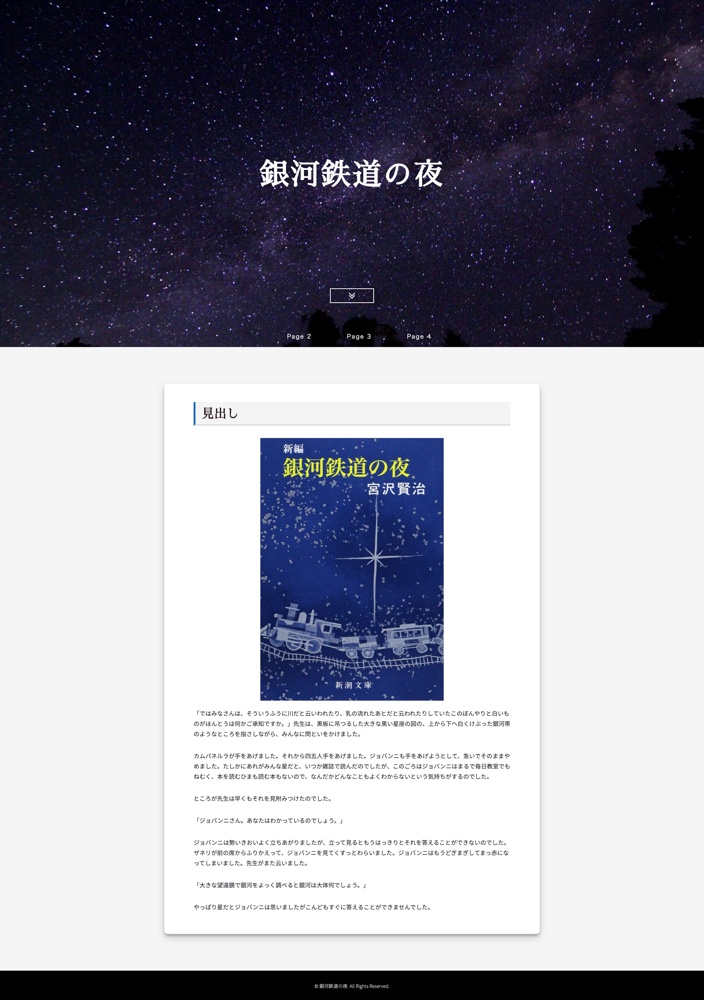 銀河鉄道の夜
Page 2
Page 3
Page 4
見出し
新編
銀河鉄道の夜
宮沢賢治
新潮文庫
「ではみなさんは、そういうふうに川だと云いわれたり、乳の流れたあとだと云われたりしていたこのぼんやりと白いも
のがほんとうは何かご承知ですか。」先生は、黒板に吊つるした大きな黒い星座の図の、上から下へ白くけぶった銀河帯
のようなところを指さしながら、みんなに問といをかけました。
カムパネルラが手をあげました。それから四五人手をあげました。ジョバンニも手をあげようとして、急いでそのままや
めました。たしかにあれがみんな星だと、いつか雑誌で読んだのでしたが、このごろはジョバンニはまるで毎日教室でも
ねむく、本を読むひまも読む本もないので、なんだかどんなこともよくわからないという気持ちがするのでした。
ところが先生は早くもそれを見附みつけたのでした。
「ジョバンニさん。あなたはわかっているのでしょう。」
ジョバンニは勢いきおいよく立ちあがりましたが、立って見るともうはっきりとそれを答えることができないのでした。
ザネリが前の席からふりかえって、ジョバンニを見てくすっとわらいました。ジョバンニはもうどぎまぎしてまっ赤にな
ってしまいました。先生がまた云いました。
「大きな望遠鏡で銀河をよっく調べると銀河は大体何でしょう。」
やっぱり星だとジョバンニは思いましたがこんどもすぐに答えることができませんでした。
© 銀河鉄道の夜. All Rights Reserved.